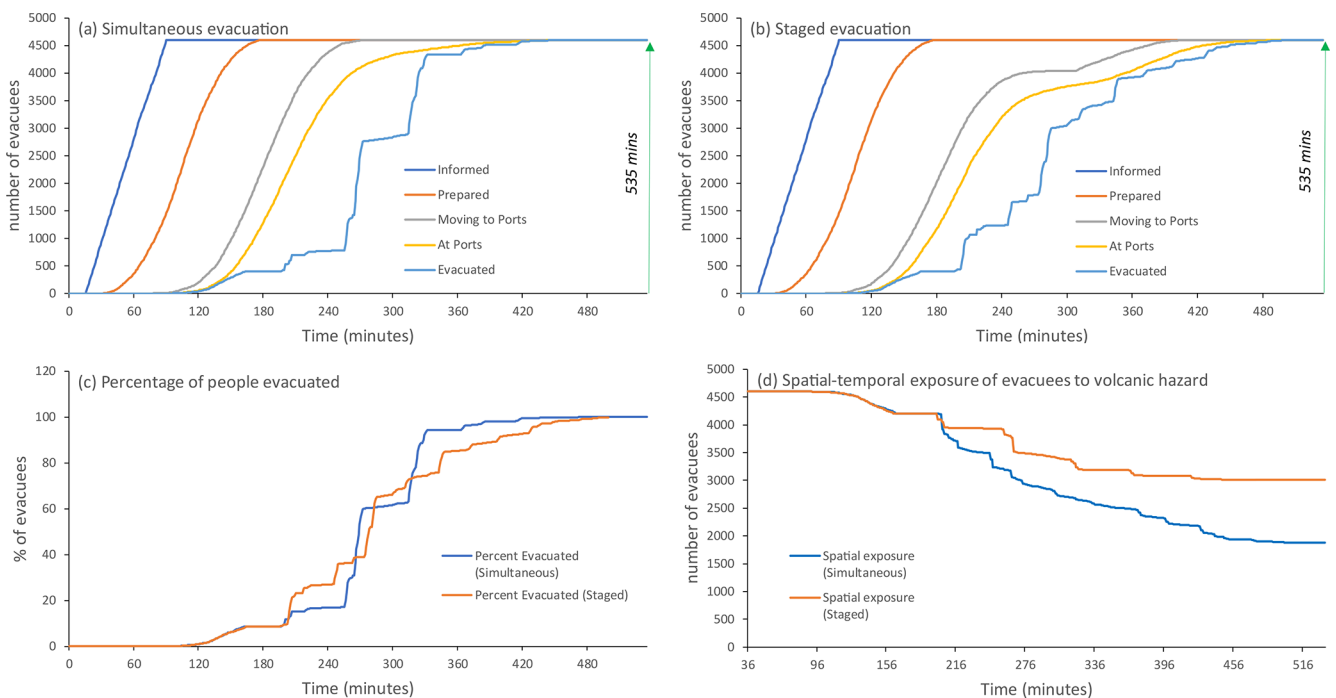 (a) Simultaneous evacuation
number of evacuees
5000
4500
4000
3500
3000
2500
2000
1500
1000
500
0
Informed
Prepared
Moving to Ports
At Ports
Evacuated
535 mins
0 60 120 180 240 300 360 420 480
Time (minutes)
(b) Staged evacuation
number of evacuees
5000
4500
4000
3500
3000
2500
2000
1500
1000
500
0
Informed
Prepared
Moving to Ports
At Ports
Evacuated
535 mins
0 60 120 180 240 300 360 420 480
Time (minutes)
(c) Percentage of people evacuated
% of evacuees
120
100
80
60
40
20
0
Percent Evacuated
(Simultaneous)
Percent Evacuated (Staged)
0 60 120 180 240 300 360 420 480
Time (minutes)
(d) Spatial-temporal exposure of evacuees to volcanic hazard
number of evacuees
5000
4500
4000
3500
3000
2500
2000
1500
1000
500
0
Spatial exposure
(Simultaneous)
Spatial exposure
(Staged)
36 96 156 216 276 336 396 456 516
Time (minutes)